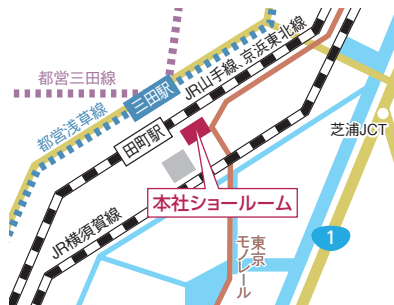 都営三田線
三田駅
JR山手線、京浜東北線
都営浅草線
田町駅
芝浦JCT
本社ショールーム
JR横須賀線
東京
モノレール
1